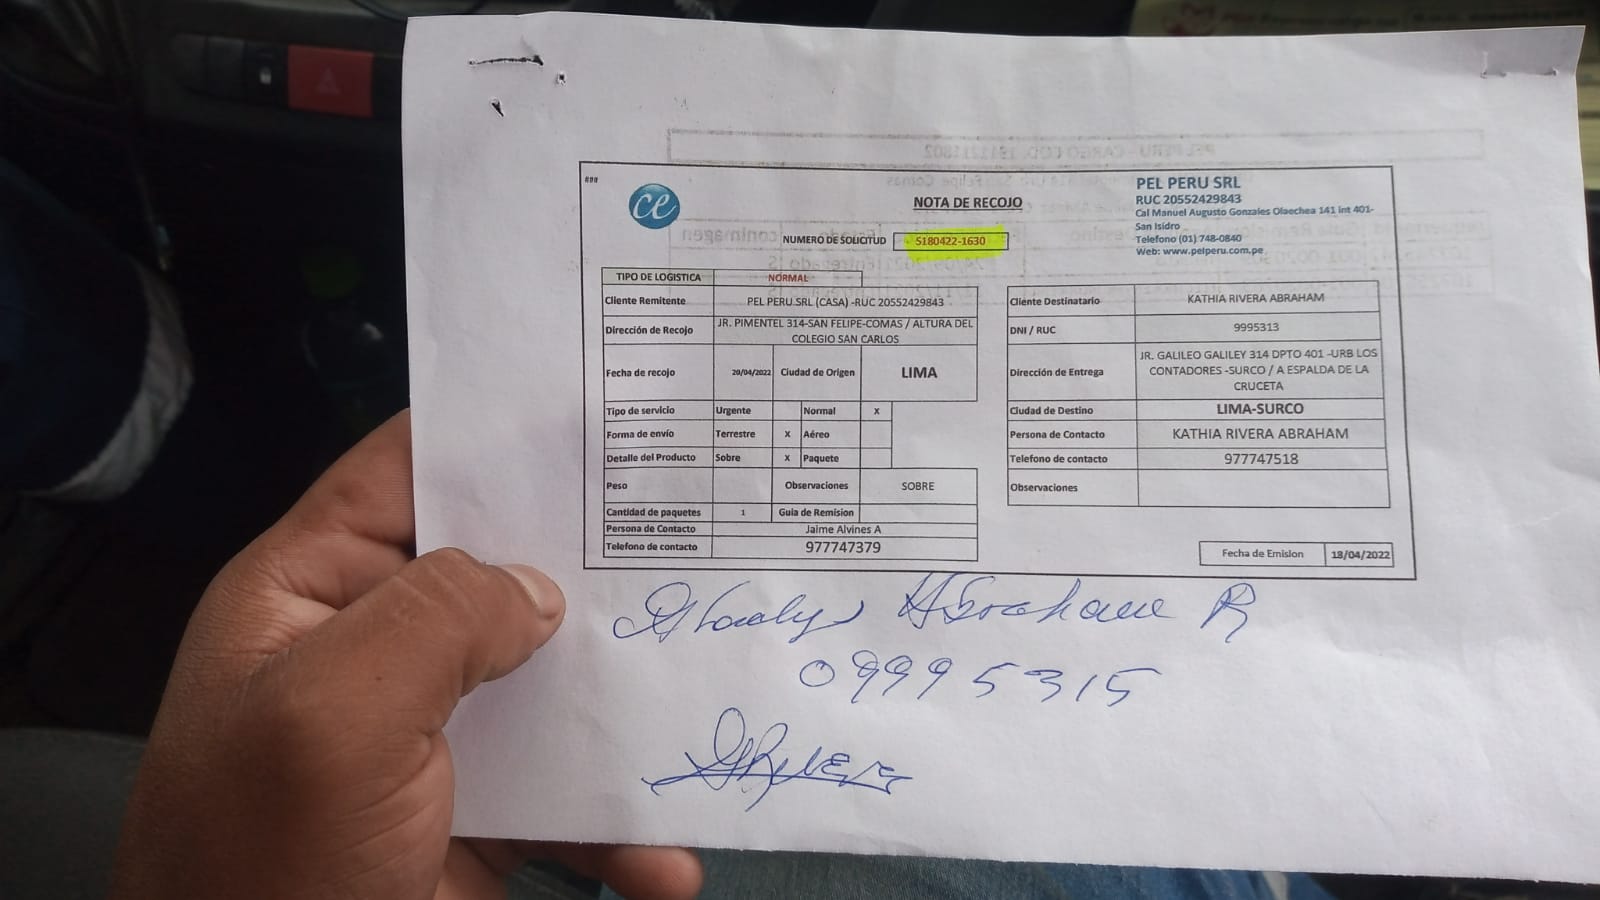 ###
ce
NOTA DE RECOJO
PEL PERU SRL
RUC 20552429843
Cal Manuel Augusto Gonzales Olaechea 141 int 401-
San Isidro
Telefono (01) 748-0840
Web: www.pelperu.com.pe
NUMERO DE SOLICITUD S180422-1630
TIPO DE LOGISTICA NORMAL
Cliente Remitente PEL PERU SRL (CASA) -RUC 20552429843
Dirección de Recojo JR. PIMENTEL 314-SAN FELIPE-COMAS / ALTURA DEL
COLEGIO SAN CARLOS
Fecha de recojo 20/04/2022 Ciudad de Origen LIMA
Tipo de servicio Urgente Normal X
Forma de envío Terrestre X Aéreo
Detalle del Producto Sobre X Paquete
Peso Observaciones SOBRE
Cantidad de paquetes 1 Guia de Remision
Persona de Contacto Jaime Alvines A
Telefono de contacto 977747379
Cliente Destinatario KATHIA RIVERA ABRAHAM
DNI / RUC 9995313
Dirección de Entrega JR. GALILEO GALILEY 314 DPTO 401 -URB LOS
CONTADORES -SURCO / A ESPALDA DE LA
CRUCETA
Ciudad de Destino LIMA-SURCO
Persona de Contacto KATHIA RIVERA ABRAHAM
Telefono de contacto 977747518
Observaciones
Fecha de Emision 18/04/2022
Abraham R
09995315